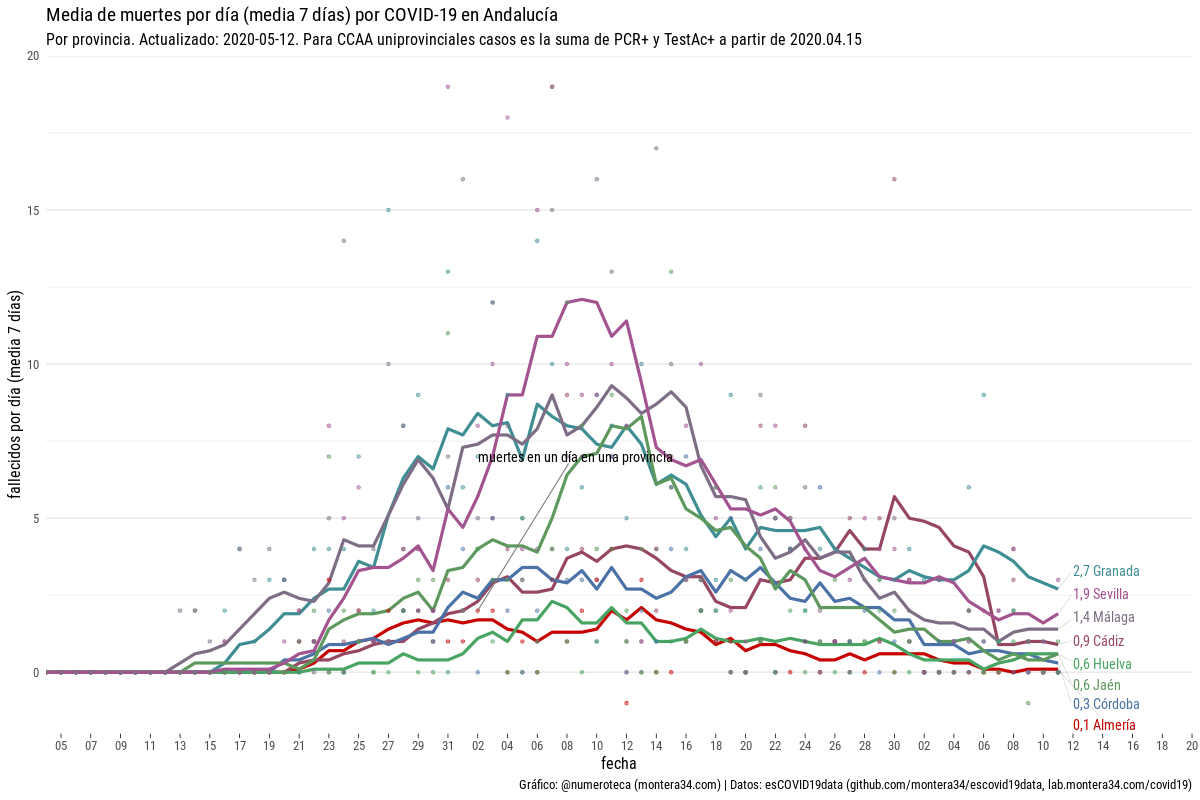 Media de muertes por día (media 7 días) por COVID-19 en Andalucía
Por provincia. Actualizado: 2020-05-12. Para CCAA uniprovinciales casos es la suma de PCR+ y TestAc+ a partir de 2020.04.15
20
15
10
5
0
fallecidos por día (media 7 días)
muertes en un día en una provincia
2,7 Granada
1,9 Sevilla
1,4 Málaga
0,9 Cádiz
0,6 Huelva
0,6 Jaén
0,3 Córdoba
0,1 Almería
05 07 09 11 13 15 17 19 21 23 25 27 29 31 02 04 06 08 10 12 14 16 18 20 22 24 26 28 30 02 04 06 08 10 12 14 16 18 20
fecha
Gráfico: @numeroteca (montera34.com) | Datos: esCOVID19data (github.com/montera34/escovid19data, lab.montera34.com/covid19)